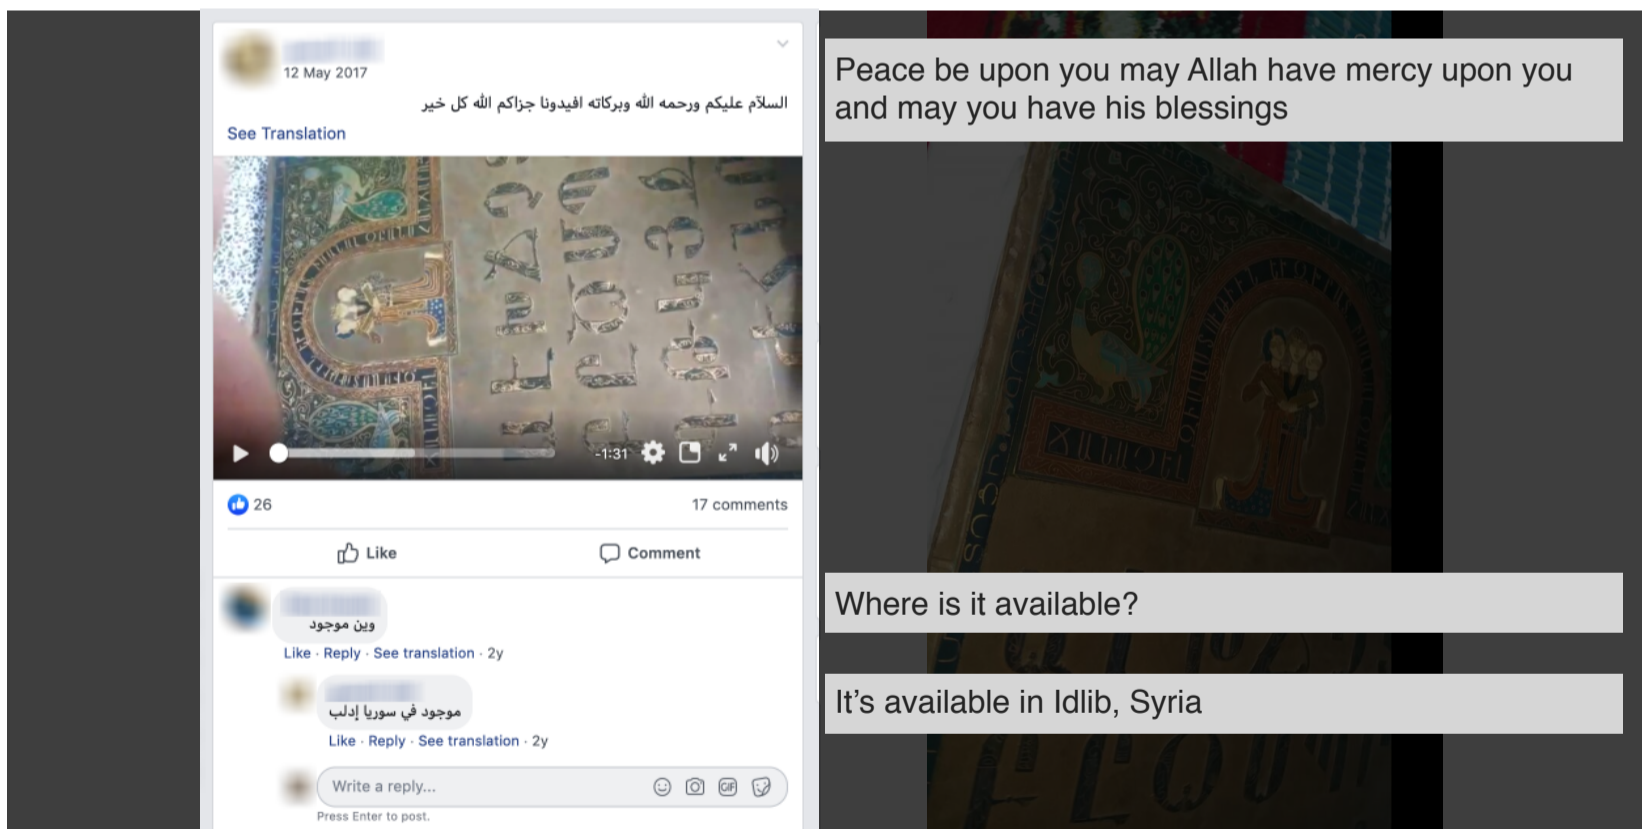 12 May 2017
السلآم عليكم ورحمه الله وبركاته افيدونا جزاكم الله كل خير
See Translation
-1:31
26
17 comments
Like
Comment
وين موجود
Like · Reply · See translation · 2y
موجود في سوريا إدلب
Like · Reply · See translation · 2y
Write a reply...
GIF
Press Enter to post.
Peace be upon you may Allah have mercy upon you
and may you have his blessings
Where is it available?
It's available in Idlib, Syria